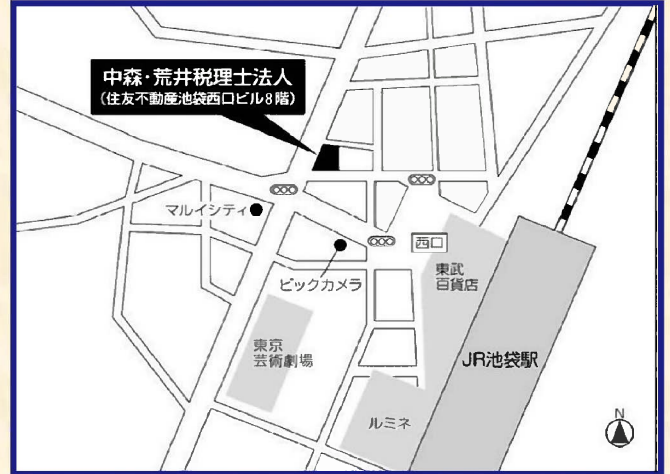 中森・荒井税理士法人
(住友不動産池袋西口ビル8階)
マルイシティ
西口
ビックカメラ
東武
百貨店
東京
芸術劇場
JR池袋駅
ルミネ
N